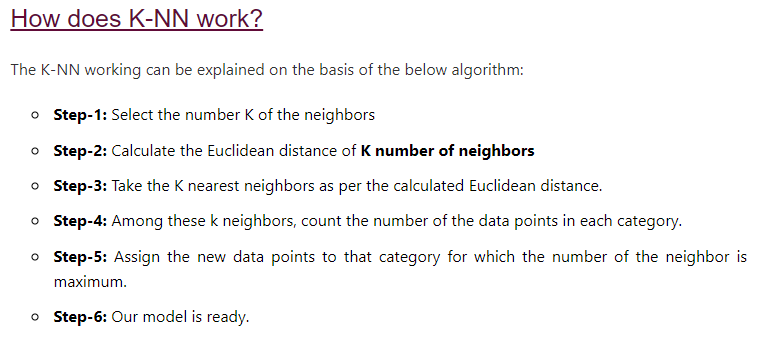 How does K-NN work?
The K-NN working can be explained on the basis of the below algorithm:
Step-1: Select the number K of the neighbors
Step-2: Calculate the Euclidean distance of K number of neighbors
Step-3: Take the K nearest neighbors as per the calculated Euclidean distance.
Step-4: Among these k neighbors, count the number of the data points in each category.
Step-5: Assign the new data points to that category for which the number of the neighbor is
maximum.
Step-6: Our model is ready.